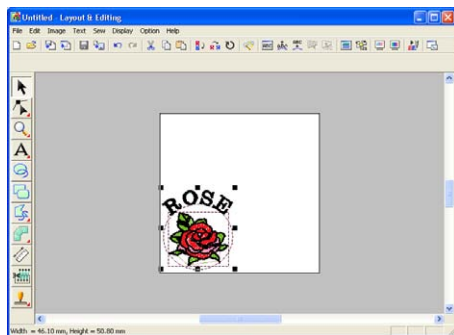 Untitled - Layout & Editing
File Edit Image Text Sew Display Option Help
A
ROSE
Width = 46.10 mm, Height = 50.80 mm